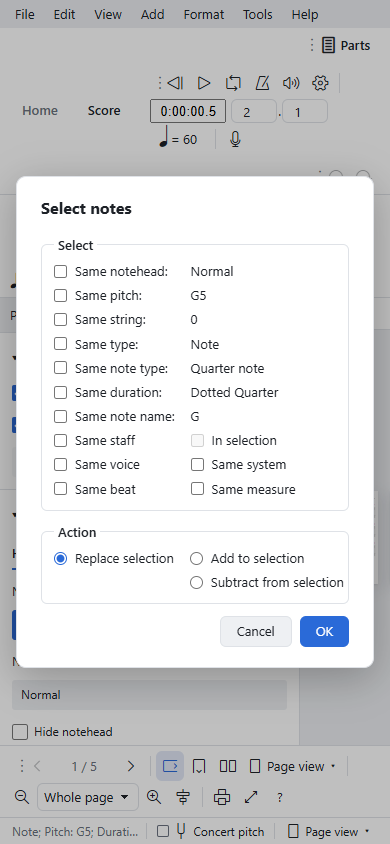 File Edit View Add Format Tools Help
Parts
Home Score 0:00:00.5 2 . 1
= 60
Select notes
Select
Same notehead: Normal
Same pitch: G5
Same string: 0
Same type: Note
Same note type: Quarter note
Same duration: Dotted Quarter
Same note name: G
Same staff In selection
Same voice Same system
Same beat Same measure
Action
Replace selection Add to selection
Subtract from selection
Cancel OK
Normal
Hide notehead
1 / 5 Page view
Whole page ?
Note; Pitch: G5; Durati... Concert pitch Page view